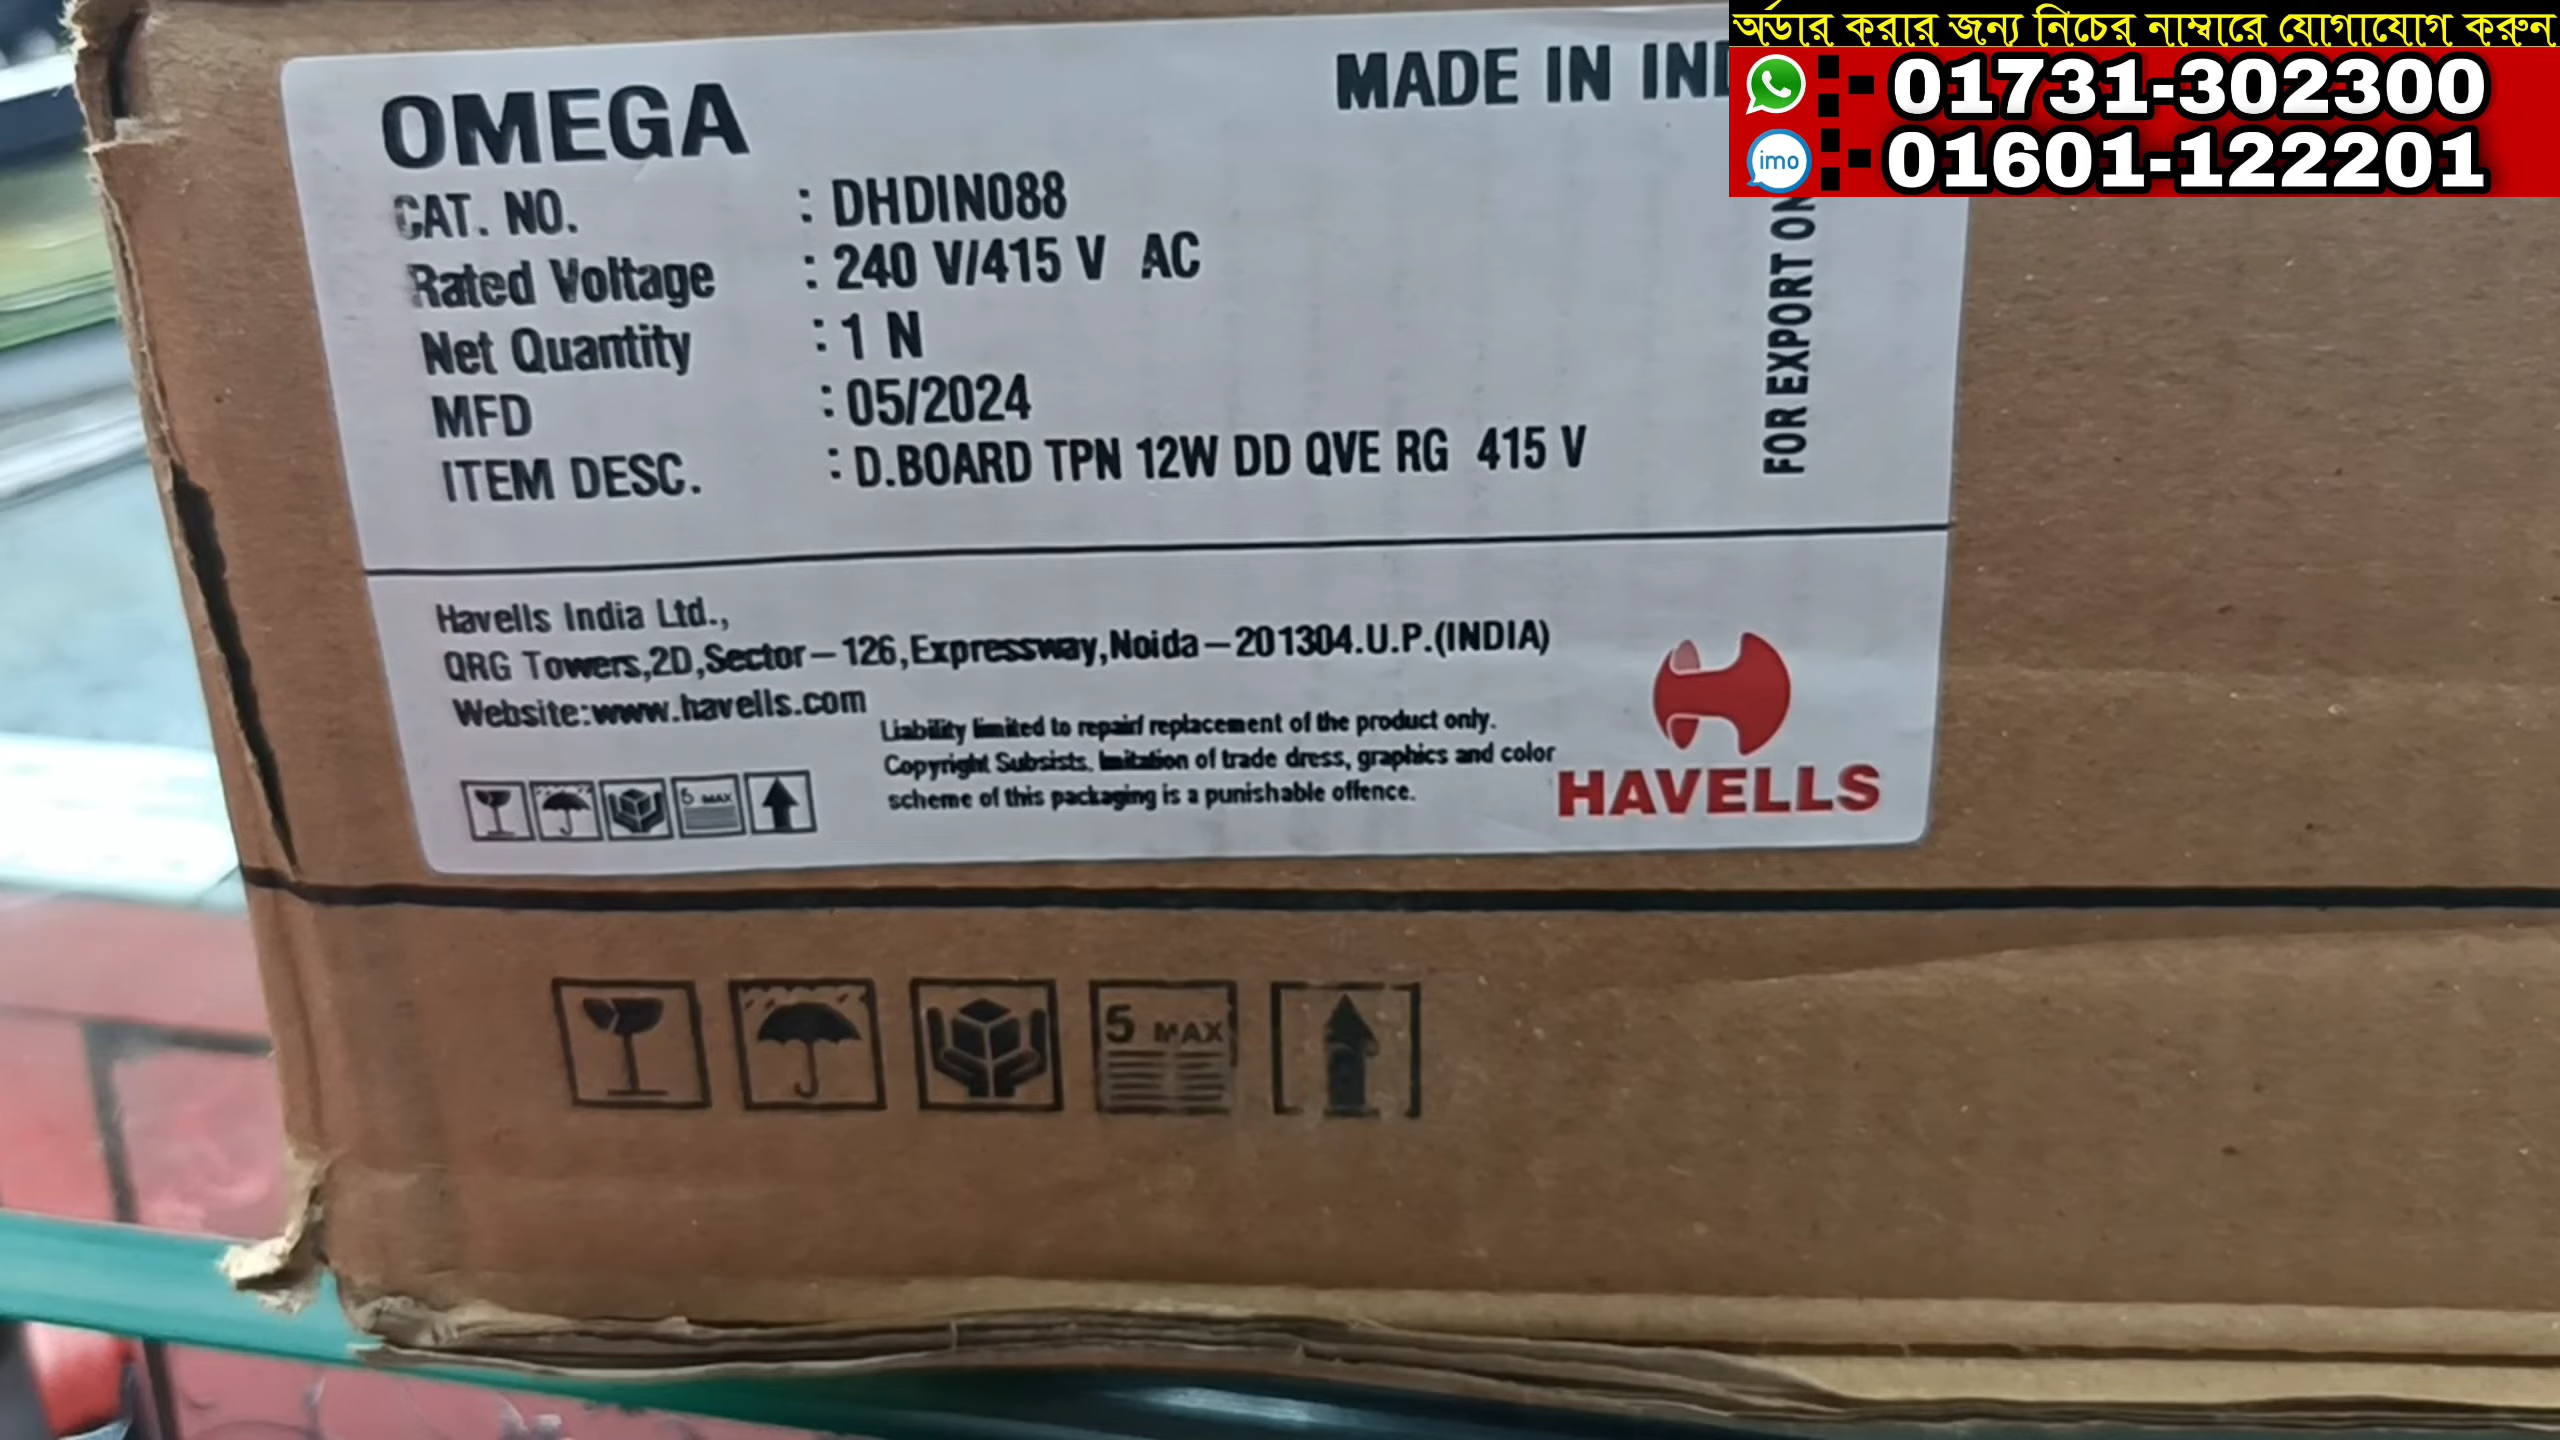 অর্ডার করার জন্য নিচের নাম্বারে যোগাযোগ করুন
:- 01731-302300
imo :- 01601-122201
OMEGA
MADE IN
CAT. NO. : DHDIN088
Rated Voltage : 240 V/415 V AC
Net Quantity : 1 N
MFD : 05/2024
ITEM DESC. : D.BOARD TPN 12W DD QVE RG 415 V
FOR EXPORT
Havells India Ltd.,
QRG Towers,2D,Sector-126,Expressway,Noida-201304.U.P.(INDIA)
Website:www.havells.com
Liability limited to repair/ replacement of the product only.
Copyright Subsists. Imitation of trade dress, graphics and color
scheme of this packaging is a punishable offence.
5 MAX
HAVELLS
5 MAX